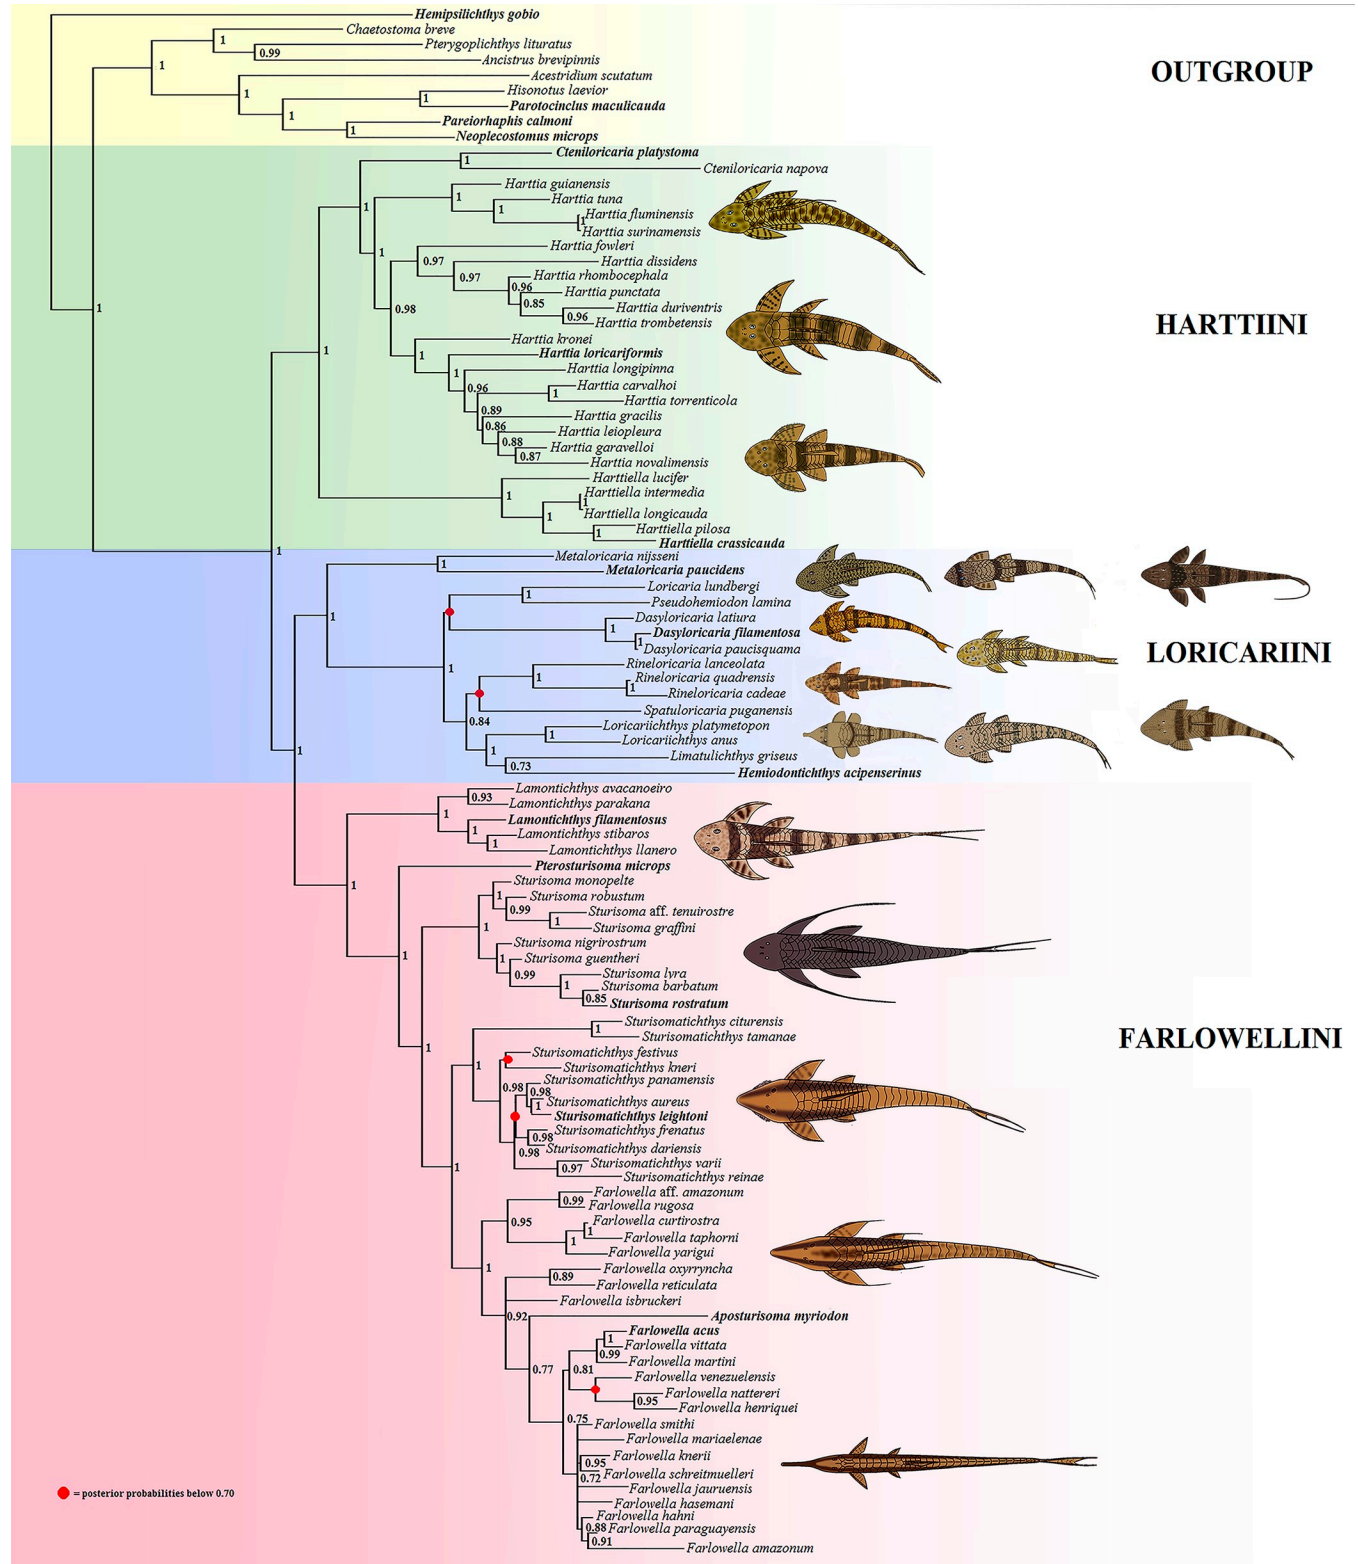 Hemipsilichthys gobio
Chaetostoma breve
1
Pterygoplichthys lituratus
0.99
Ancistrus brevipinnis
1
OUTGROUP
Acestridium scutatum
Hisonotus laevior
1
1
Parotocinclus maculicauda
1
Pareiorhaphis calmoni
1
Neoplecostomus microps
Cteniloricaria platystoma
1
Cteniloricaria napova
Harttia guianensis
1
Harttia tuna
1
1
Harttia fluminensis
1
Harttia surinamensis
Harttia fowleri
1
0.97
Harttia dissidens
0.97
Harttia rhombocephala
0.96
Harttia punctata
0.85
1
0.98
Harttia duriventris
0.96
Harttia trombetensis
HARTTIINI
Harttia kronei
1
1
Harttia loricariformis
Harttia longipinna
1
0.96
Harttia carvalhoi
1
Harttia torrenticola
0.89
Harttia gracilis
0.86
Harttia leiopleura
0.88
Harttia garavelloi
0.87
Harttia novalimensis
Harttiella lucifer
1
Harttiella intermedia
1
Harttiella longicauda
1
Harttiella pilosa
1
Harttiella crassicauda
1
Metaloricaria nijsseni
1
Metaloricaria paucidens
Loricaria lundbergi
1
Pseudohemiodon lamina
1
Dasyloricaria latiura
1
Dasyloricaria filamentosa
1
Dasyloricaria paucisquama
LORICARIINI
Rineloricaria lanceolata
1
1
Rineloricaria quadrensis
1
Rineloricaria cadeae
Spatuloricaria puganensis
0.84
Loricariichthys platymetopon
1
Loricariichthys anus
1
1
Limatulichthys griseus
0.73
Hemiodontichthys acipenserinus
Lamontichthys avacanoeiro
0.93
Lamontichthys parakana
1
Lamontichthys filamentosus
1
Lamontichthys stibaros
1
Lamontichthys llanero
Pterosturisoma microps
1
Sturisoma monopelte
1
Sturisoma robustum
0.99
Sturisoma aff. tenuirostre
1
Sturisoma graffini
1
Sturisoma nigrirostrum
1
1
Sturisoma guentheri
0.99
Sturisoma lyra
1
Sturisoma barbatum
0.85
Sturisoma rostratum
Sturisomatichthys citurensis
1
Sturisomatichthys tamanae
FARLOWELLINI
1
Sturisomatichthys festivus
1
Sturisomatichthys kneri
Sturisomatichthys panamensis
0.98
0.98
Sturisomatichthys aureus
1
Sturisomatichthys leightoni
Sturisomatichthys frenatus
0.98
Sturisomatichthys dariensis
0.98
Sturisomatichthys varii
1
0.97
Sturisomatichthys reinae
Farlowella aff. amazonum
0.99
Farlowella rugosa
0.95
Farlowella curtirostra
1
Farlowella taphorni
1
Farlowella yarigui
1
Farlowella oxyrryncha
0.89
Farlowella reticulata
Farlowella isbruckeri
0.92
Aposturisoma myriodon
Farlowella acus
1
Farlowella vittata
0.99
Farlowella martini
0.77
0.81
Farlowella venezuelensis
Farlowella nattereri
0.95
Farlowella henriquei
0.75
Farlowella smithi
Farlowella mariaelenae
Farlowella knerii
0.95
Farlowella schreitmuelleri
0.72
Farlowella jauruensis
= posterior probabilities below 0.70
Farlowella hasemani
Farlowella hahni
0.88
Farlowella paraguayensis
0.91
Farlowella amazonum